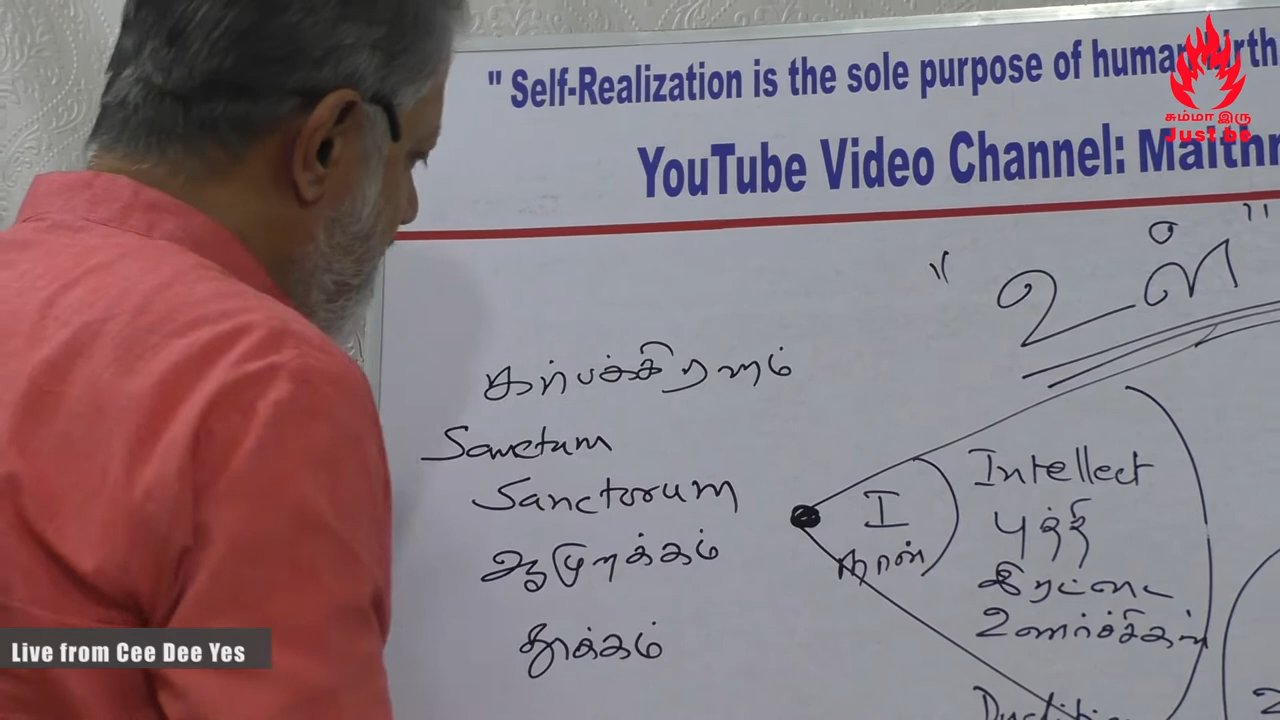 " Self-Realization is the sole purpose of human birth
YouTube Video Channel: Maithr
சும்மா இரு
Just be
" உள் "
கர்பக்கிரணம்
Sanctum
Sanctorum
ஆழுறக்கம்
தூக்கம்
I
நான்
Intellect
புத்தி
இரட்டை
உணர்ச்சிகள்
Live from Cee Dee Yes